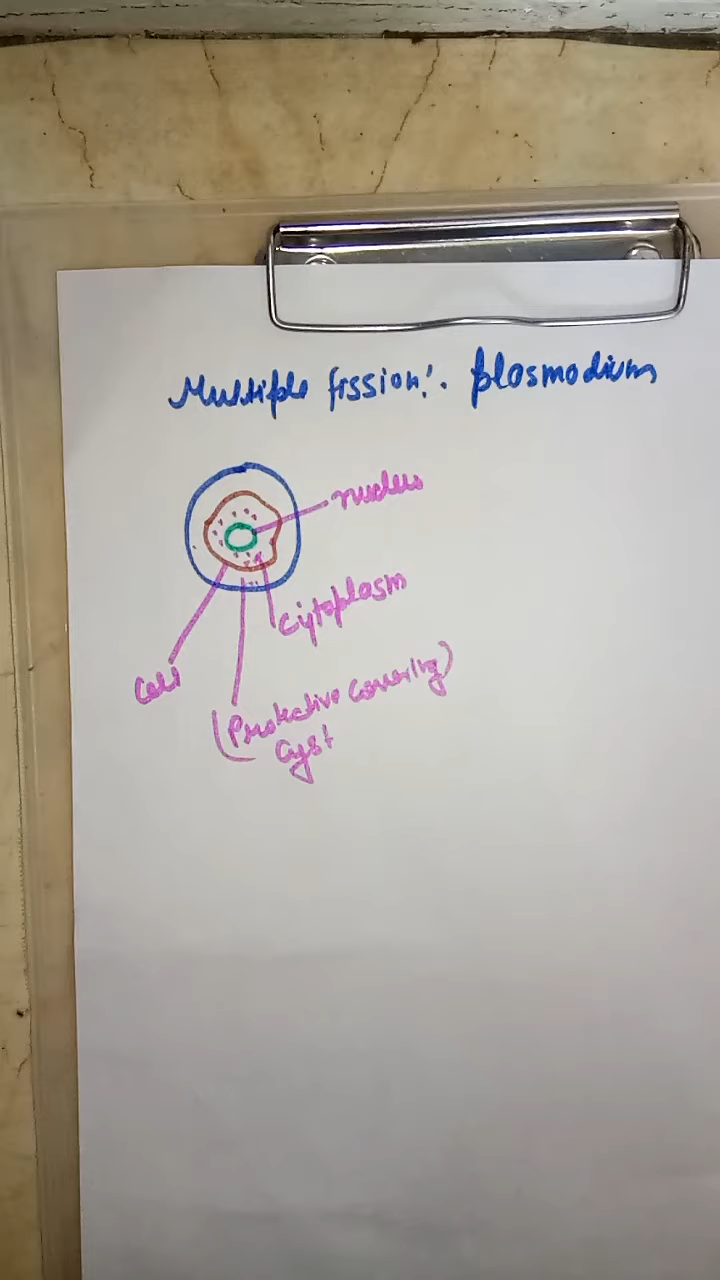 Multiple fission:. plasmodium
nucleus
cytoplasm
Cell
(Protective covering)
Cyst